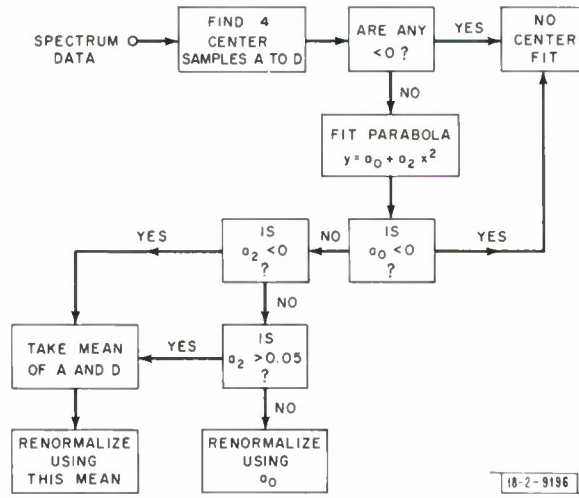 SPECTRUM
DATA
FIND 4
CENTER
SAMPLES A TO D
ARE ANY
<0?
YES
NO
CENTER
FIT
NO
FIT PARABOLA
y = a₀ + a₂ x²
IS
a₀ <0
?
YES
NO
IS
a₂ <0
?
YES
NO
IS
a₂ >0.05
?
YES
TAKE MEAN
OF A AND D
NO
RENORMALIZE
USING
THIS MEAN
RENORMALIZE
USING
a₀
18-2-9196